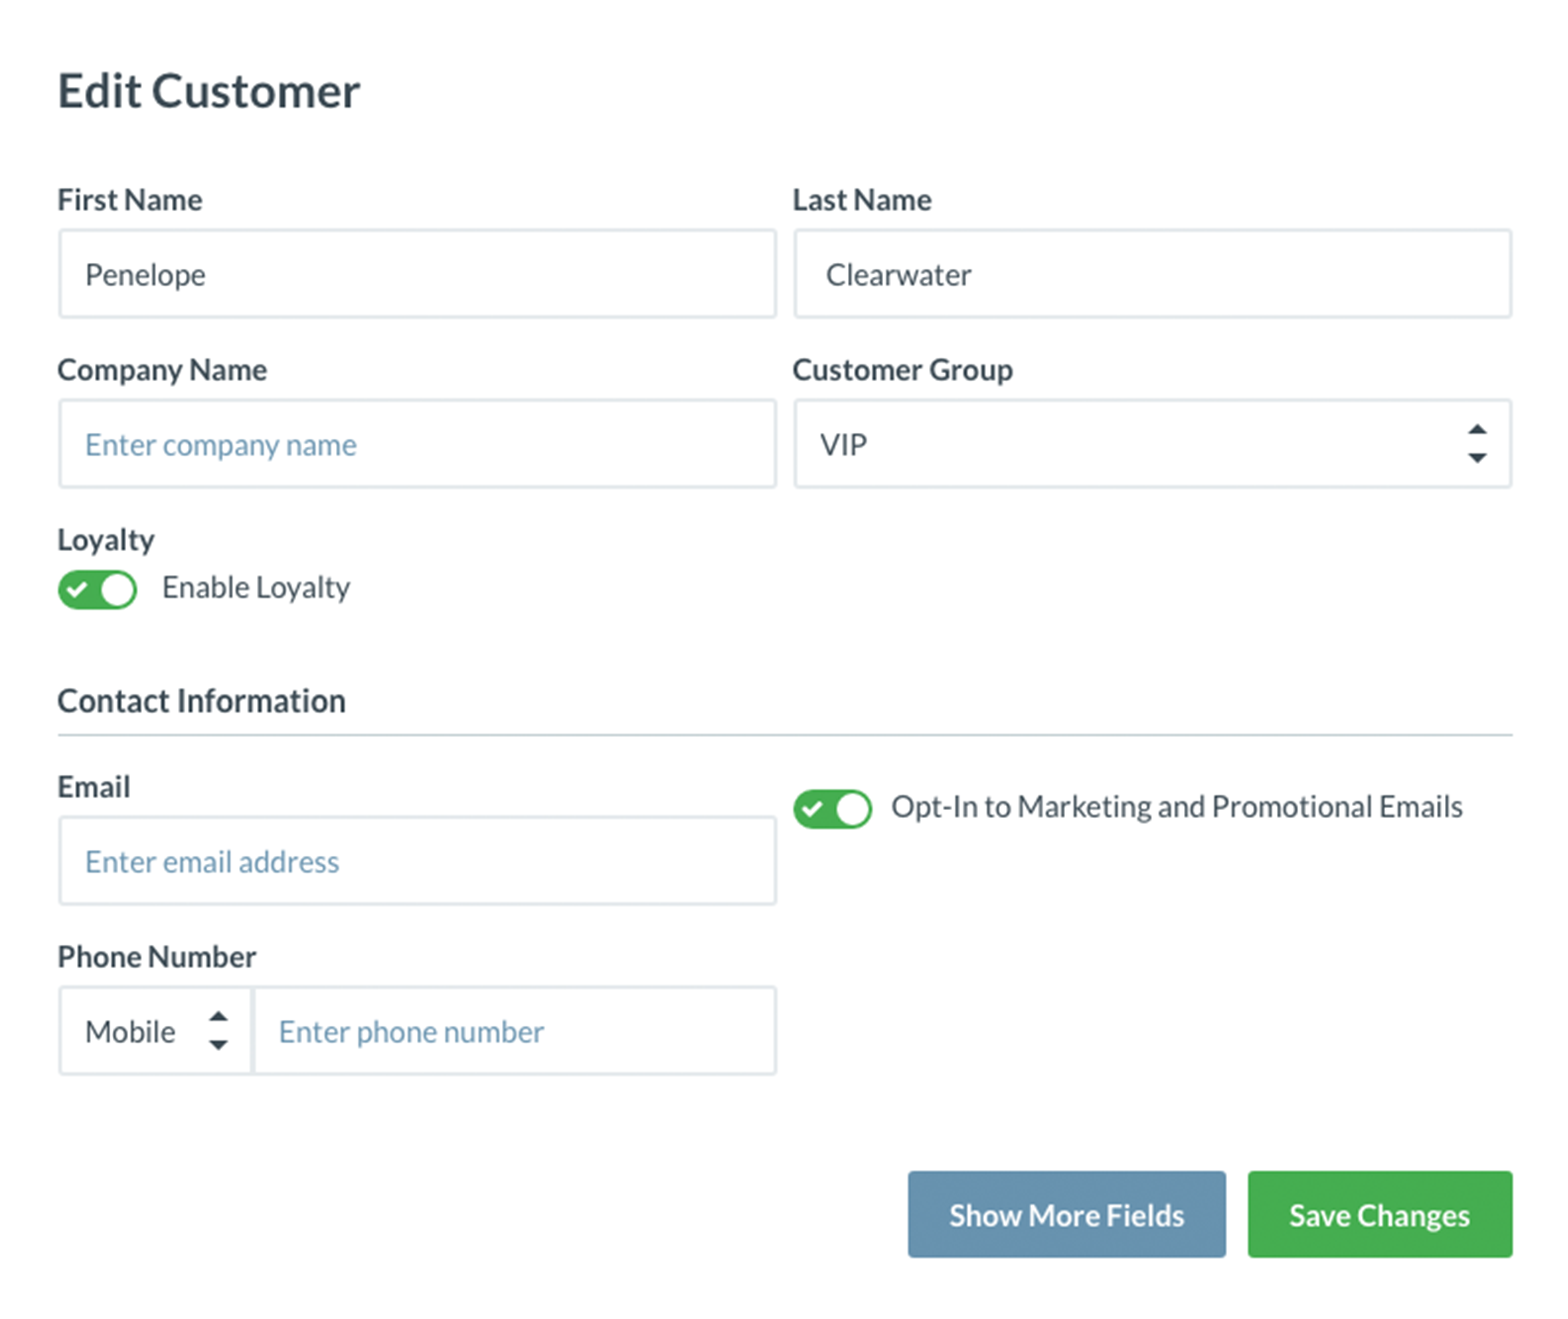 Edit Customer
First Name
Last Name
Penelope
Clearwater
Company Name
Customer Group
Enter company name
VIP
Loyalty
Enable Loyalty
Contact Information
Email
Opt-In to Marketing and Promotional Emails
Enter email address
Phone Number
Mobile
Enter phone number
Show More Fields
Save Changes